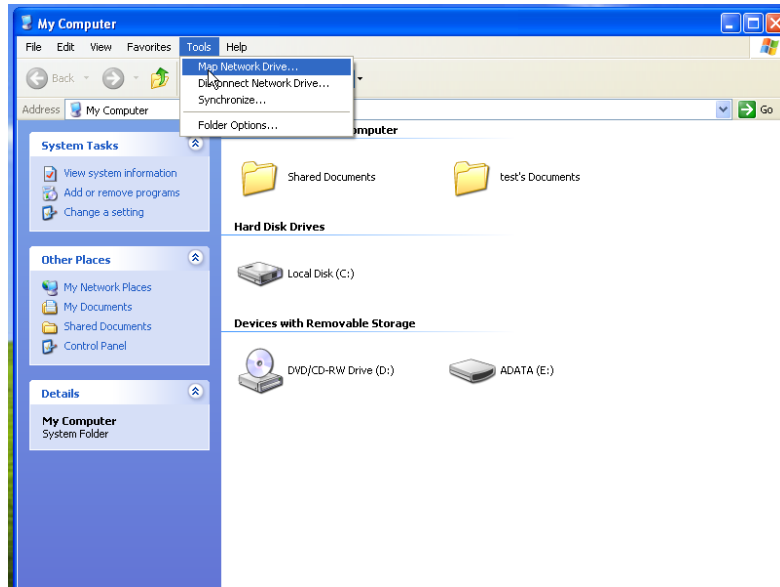 My Computer
File Edit View Favorites Tools Help
Map Network Drive...
Back
Disconnect Network Drive...
Synchronize...
Address My Computer Go
Folder Options...
omputer
System Tasks
View system information
Add or remove programs
Change a setting
Shared Documents test's Documents
Hard Disk Drives
Other Places
My Network Places
My Documents
Shared Documents
Control Panel
Local Disk (C:)
Devices with Removable Storage
DVD/CD-RW Drive (D:) ADATA (E:)
Details
My Computer
System Folder